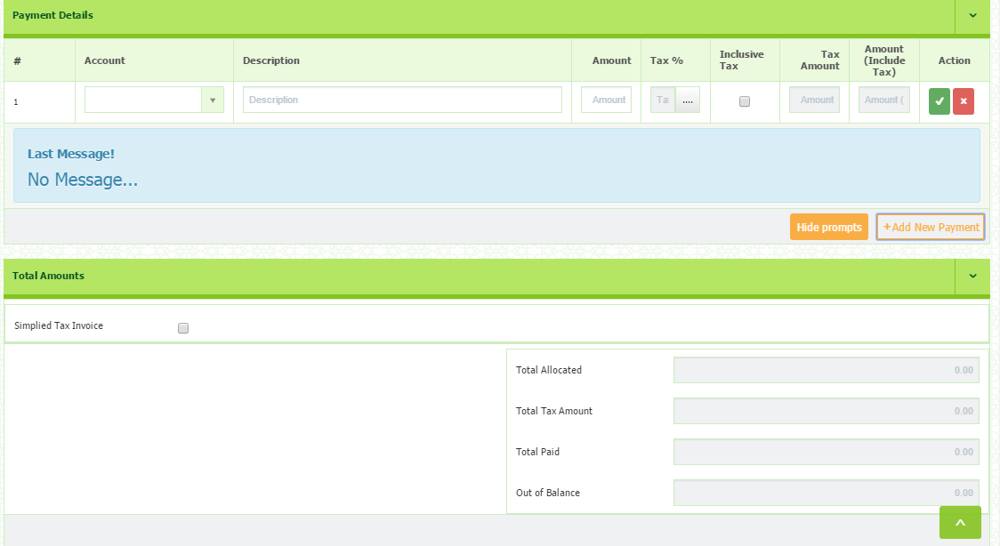 Payment Details
# Account Description Amount Tax % Inclusive Tax Tax Amount Amount (Include Tax) Action
1 Description Amount Ta .... Amount Amount (
Last Message!
No Message...
Hide prompts +Add New Payment
Total Amounts
Simplied Tax Invoice
Total Allocated 0.00
Total Tax Amount 0.00
Total Paid 0.00
Out of Balance 0.00